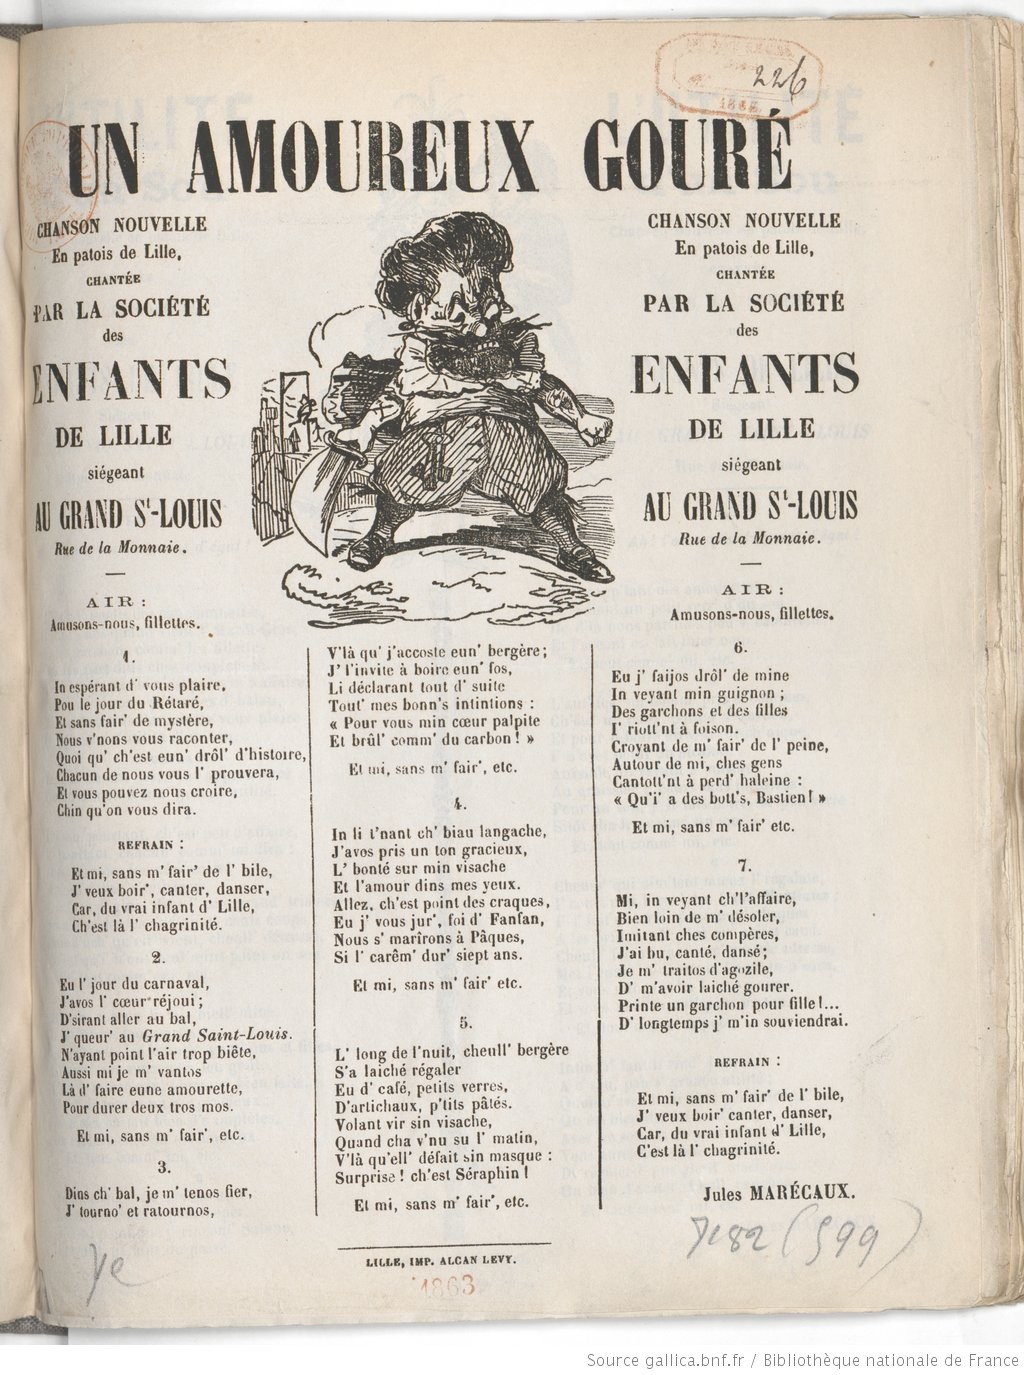 226
1863
UN AMOUREUX GOURÉ
CHANSON NOUVELLE
En patois de Lille,
CHANTÉE
PAR LA SOCIÉTÉ
des
ENFANTS
DE LILLE
siégeant
AU GRAND St-LOUIS
Rue de la Monnaie.
AIR :
Amusons-nous, fillettes.
CHANSON NOUVELLE
En patois de Lille,
CHANTÉE
PAR LA SOCIÉTÉ
des
ENFANTS
DE LILLE
siégeant
AU GRAND St-LOUIS
Rue de la Monnaie.
AIR :
Amusons-nous, fillettes.
1.
In espérant d' vous plaire,
Pou le jour du Rétaré,
Et sans fair' de mystère,
Nous v'nons vous raconter,
Quoi qu' ch'est eun' drôl' d'histoire,
Chacun de nous vous l' prouvera,
Et vous pouvez nous croire,
Chin qu'on vous dira.
REFRAIN :
Et mi, sans m' fair' de l' bile,
J' veux boir', canter, danser,
Car, du vrai infant d' Lille,
Ch'est là l' chagrinité.
2.
Eu l' jour du carnaval,
J'avos l' cœur réjoui ;
D'sirant aller au bal,
J' queur' au Grand Saint-Louis.
N'ayant point l'air trop biête,
Aussi mi je m' vantos
Là d' faire eune amourette,
Pour durer deux tros mos.
Et mi, sans m' fair', etc.
3.
Dins ch' bal, je m' tenos fier,
J' tourno' et ratournos,
V'là qu' j'accoste eun' bergère ;
J' l'invite à boire eun' fos,
Li déclarant tout d' suite
Tout' mes bonn's intintions :
« Pour vous min cœur palpite
Et brûl' comm' du carbon ! »
Et mi, sans m' fair', etc.
4.
In li t'nant ch' biau langache,
J'avos pris un ton gracieux,
L' bonté sur min visache
Et l'amour dins mes yeux.
Allez, ch'est point des craques,
Eu j' vous jur', foi d' Fanfan,
Nous s' marîrons à Pâques,
Si l' carêm' dur' siept ans.
Et mi, sans m' fair' etc.
5.
L' long de l'nuit, cheull' bergère
S'a laiché régaler
Eu d' café, petits verres,
D'artichaux, p'tits pâtés.
Volant vir sin visache,
Quand cha v'nu su l' matin,
V'là qu'ell' défait sin masque :
Surprise ! ch'est Séraphin !
Et mi, sans m' fair', etc.
6.
Eu j' faijos drôl' de mine
In veyant min guignon ;
Des garchons et des filles
I' riott'nt à foison.
Croyant de m' fair' de l' peine,
Autour de mi, ches gens
Cantott'nt à perd' haleine :
« Qu'i' a des bott's, Bastien ! »
Et mi, sans m' fair' etc.
7.
Mi, in veyant ch'l'affaire,
Bien loin de m' désoler,
Imitant ches compères,
J'ai bu, canté, dansé ;
Je m' traitos d'agozile,
D' m'avoir laiché gourer.
Printe un garchon pour fille !...
D' longtemps j' m'in souviendrai.
REFRAIN :
Et mi, sans m' fair' de l' bile,
J' veux boir' canter, danser,
Car, du vrai infant d' Lille,
C'est là l' chagrinité.
Jules MARÉCAUX.
Ye
7182 (599)
LILLE, IMP. ALCAN LEVY.
1863
Source gallica.bnf.fr / Bibliothèque nationale de France